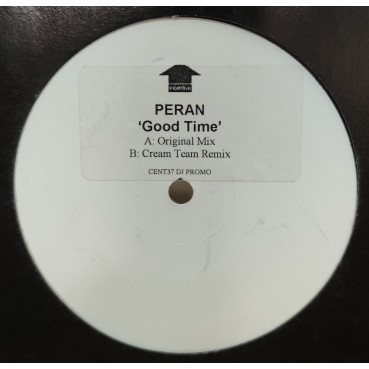 PERAN
'Good Time'
A: Original Mix
B: Cream Team Remix
CENT37 DJ PROMO